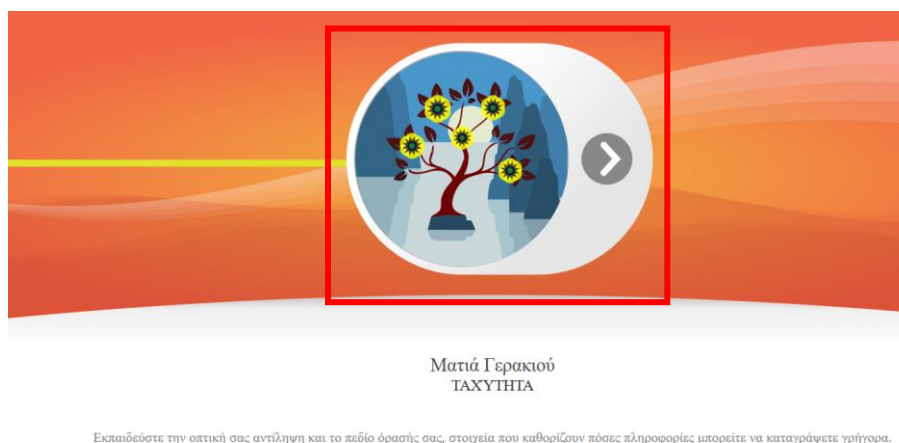 Ματιά Γερακιού
ΤΑΧΥΤΗΤΑ
Εκπαιδεύστε την οπτική σας αντίληψη και το πεδίο όρασής σας, στοιχεία που καθορίζουν πόσες πληροφορίες μπορείτε να καταγράψετε γρήγορα.